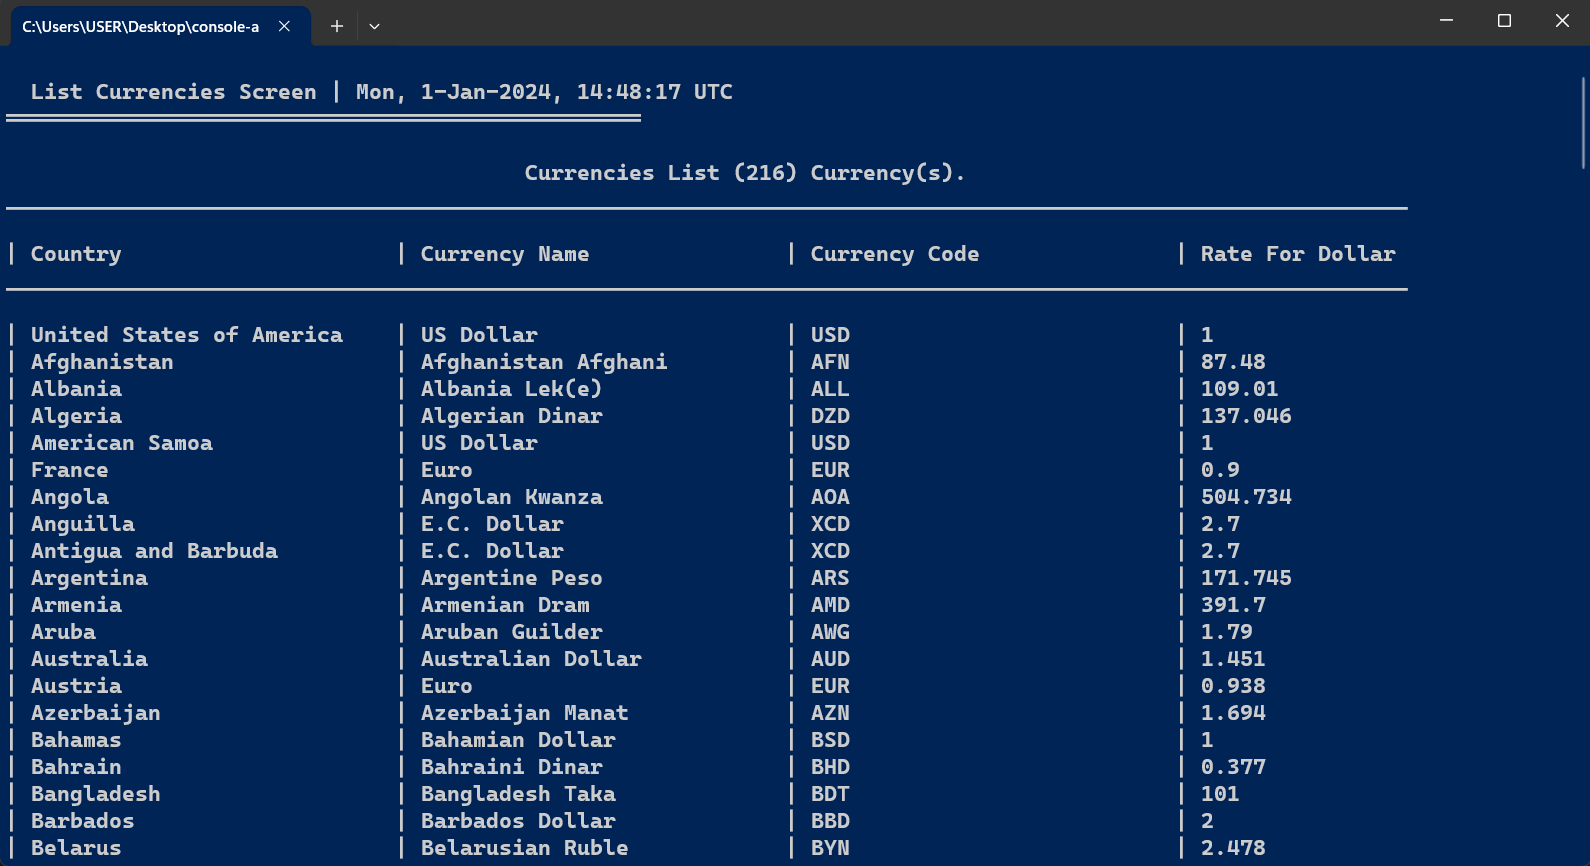 C:\Users\USER\Desktop\console-a
List Currencies Screen | Mon, 1-Jan-2024, 14:48:17 UTC
Currencies List (216) Currency(s).
| Country | Currency Name | Currency Code | Rate For Dollar
| United States of America | US Dollar | USD | 1
| Afghanistan | Afghanistan Afghani | AFN | 87.48
| Albania | Albania Lek(e) | ALL | 109.01
| Algeria | Algerian Dinar | DZD | 137.046
| American Samoa | US Dollar | USD | 1
| France | Euro | EUR | 0.9
| Angola | Angolan Kwanza | AOA | 504.734
| Anguilla | E.C. Dollar | XCD | 2.7
| Antigua and Barbuda | E.C. Dollar | XCD | 2.7
| Argentina | Argentine Peso | ARS | 171.745
| Armenia | Armenian Dram | AMD | 391.7
| Aruba | Aruban Guilder | AWG | 1.79
| Australia | Australian Dollar | AUD | 1.451
| Austria | Euro | EUR | 0.938
| Azerbaijan | Azerbaijan Manat | AZN | 1.694
| Bahamas | Bahamian Dollar | BSD | 1
| Bahrain | Bahraini Dinar | BHD | 0.377
| Bangladesh | Bangladesh Taka | BDT | 101
| Barbados | Barbados Dollar | BBD | 2
| Belarus | Belarusian Ruble | BYN | 2.478